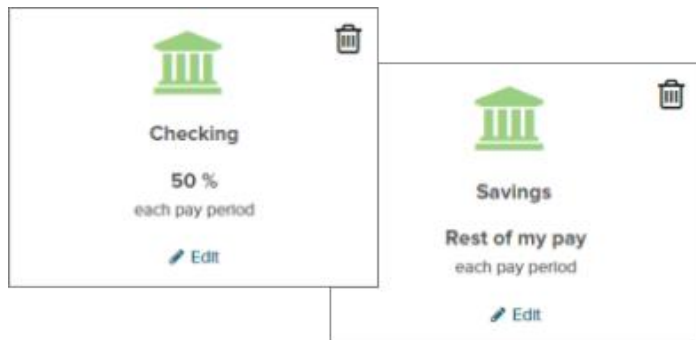 Checking
50 %
each pay period
Edit
Savings
Rest of my pay
each pay period
Edit